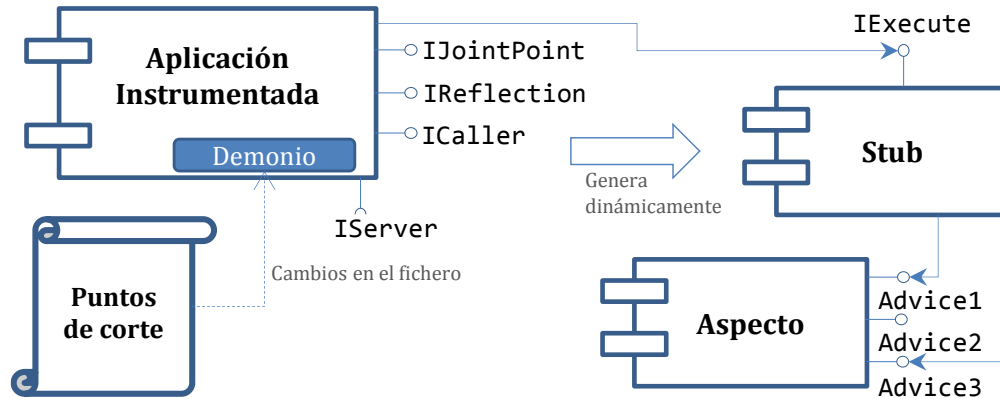 Aplicación
Instrumentada
Demonio
IJointPoint
IReflection
ICaller
IServer
IExecute
Genera
dinámicamente
Stub
Puntos
de corte
Cambios en el fichero
Aspecto
Advice1
Advice2
Advice3